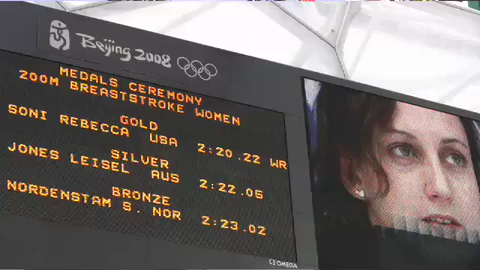 Beijing 2008
MEDALS CEREMONY
200M BREASTSTROKE WOMEN
GOLD
SONI REBECCA USA 2:20.22 WR
SILVER
JONES LEISEL AUS 2:22.05
BRONZE
NORDENSTAM S. NOR 2:23.02
OMEGA